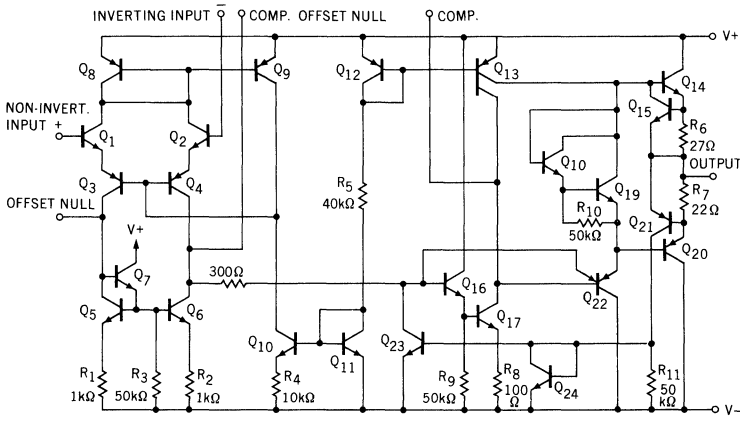 INVERTING INPUT −
COMP. OFFSET NULL
COMP.
V+
Q8
Q9
Q12
Q13
Q14
Q15
NON-INVERT.
INPUT +
Q1
Q2
R6
27Ω
Q10
OUTPUT
Q3
Q4
R5
40kΩ
Q19
R7
22Ω
OFFSET NULL
R10
50kΩ
Q21
V+
Q20
Q7
300Ω
Q16
Q22
Q5
Q6
Q10
Q11
Q23
Q17
R1
1kΩ
R3
50kΩ
R2
1kΩ
R4
10kΩ
R9
50kΩ
R8
100
Ω
Q24
R11
50
kΩ
V−